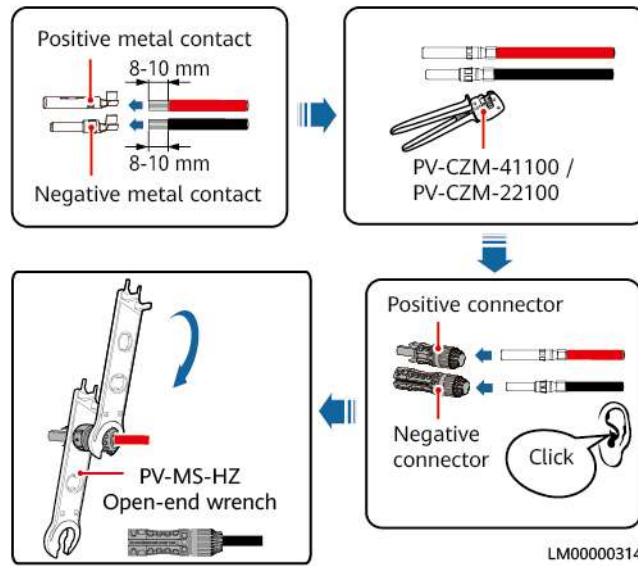 Positive metal contact
8-10 mm
8-10 mm
Negative metal contact
PV-CZM-41100 /
PV-CZM-22100
Positive connector
Negative
connector
Click
PV-MS-HZ
Open-end wrench
LM00000314